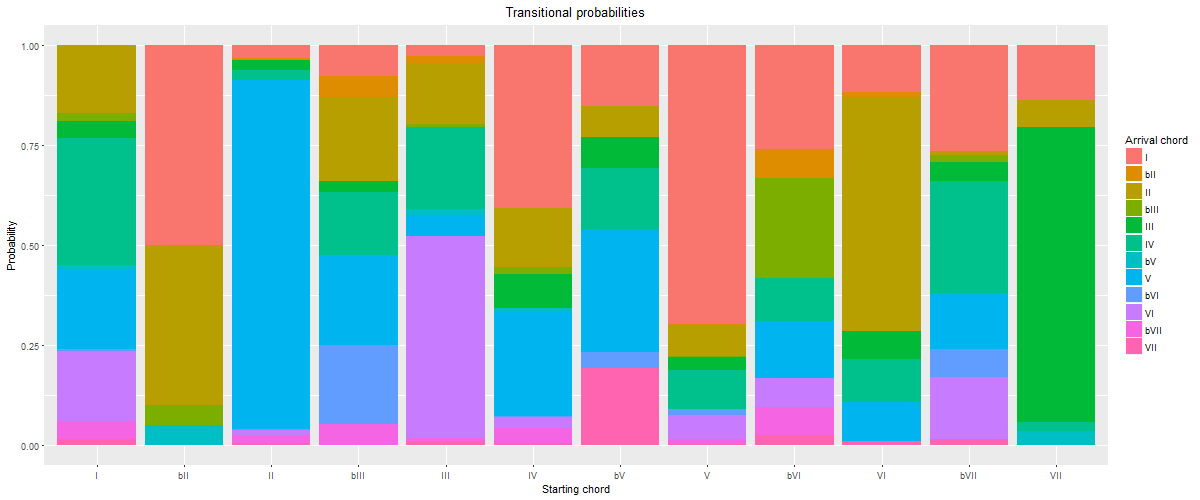 Transitional probabilities
Probability
1.00
0.75
0.50
0.25
0.00
I bII II bIII III IV bV V bVI VI bVII VII
Starting chord
Arrival chord
I
bII
II
bIII
III
IV
bV
V
bVI
VI
bVII
VII